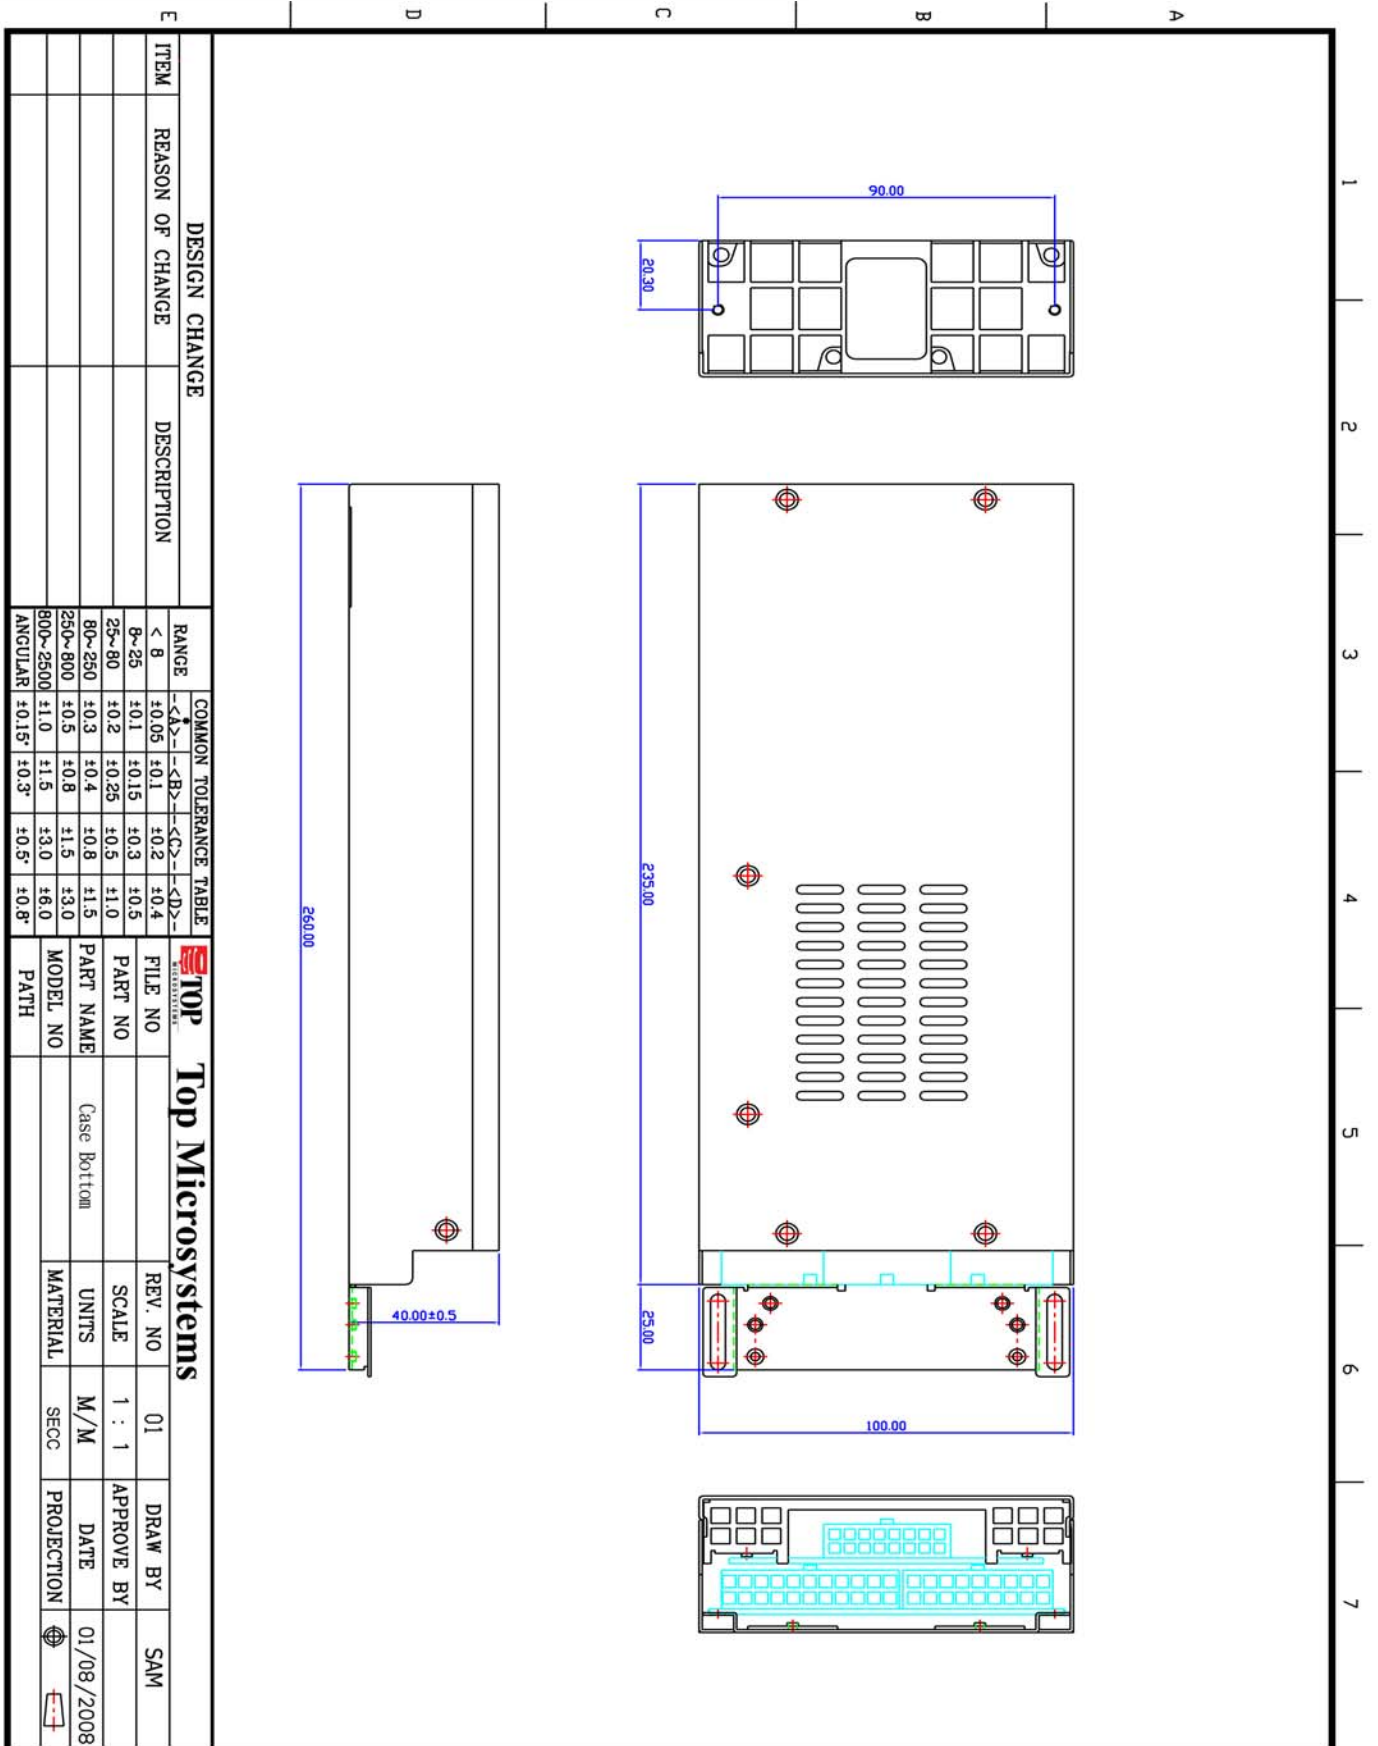 1 2 3 4 5 6 7
A
B
C
D
E
90.00
20.30
235.00
25.00
100.00
260.00
40.00±0.5
DESIGN CHANGE
ITEM REASON OF CHANGE DESCRIPTION
COMMON TOLERANCE TABLE
RANGE -<A>- -<B>- -<C>- -<D>-
< 8 ±0.05 ±0.1 ±0.2 ±0.4
8~25 ±0.1 ±0.15 ±0.3 ±0.5
25~80 ±0.2 ±0.25 ±0.5 ±1.0
80~250 ±0.3 ±0.4 ±0.8 ±1.5
250~800 ±0.5 ±0.8 ±1.5 ±3.0
800~2500 ±1.0 ±1.5 ±3.0 ±6.0
ANGULAR ±0.15° ±0.3° ±0.5° ±0.8°
TOP
MICROSYSTEMS
Top Microsystems
FILE NO REV. NO 01 DRAW BY SAM
PART NO SCALE 1 : 1 APPROVE BY
PART NAME Case Bottom UNITS M/M DATE 01/08/2008
MODEL NO MATERIAL SECC PROJECTION
PATH